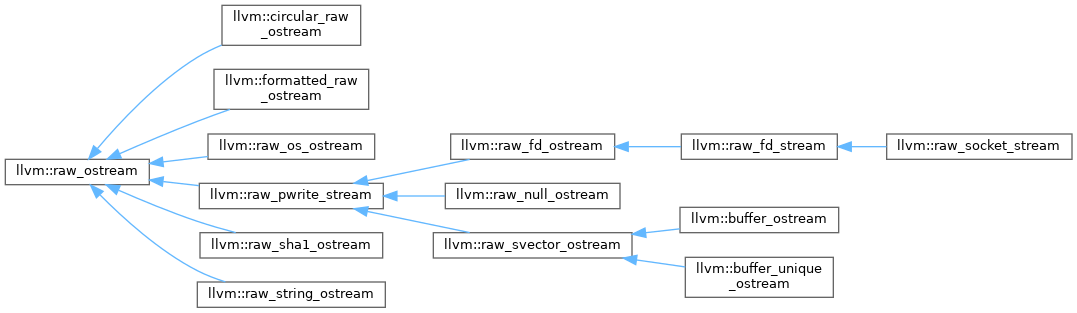 llvm::circular_raw
_ostream
llvm::formatted_raw
_ostream
llvm::raw_os_ostream
llvm::raw_fd_ostream
llvm::raw_fd_stream
llvm::raw_socket_stream
llvm::raw_ostream
llvm::raw_pwrite_stream
llvm::raw_null_ostream
llvm::buffer_ostream
llvm::raw_sha1_ostream
llvm::raw_svector_ostream
llvm::buffer_unique
_ostream
llvm::raw_string_ostream